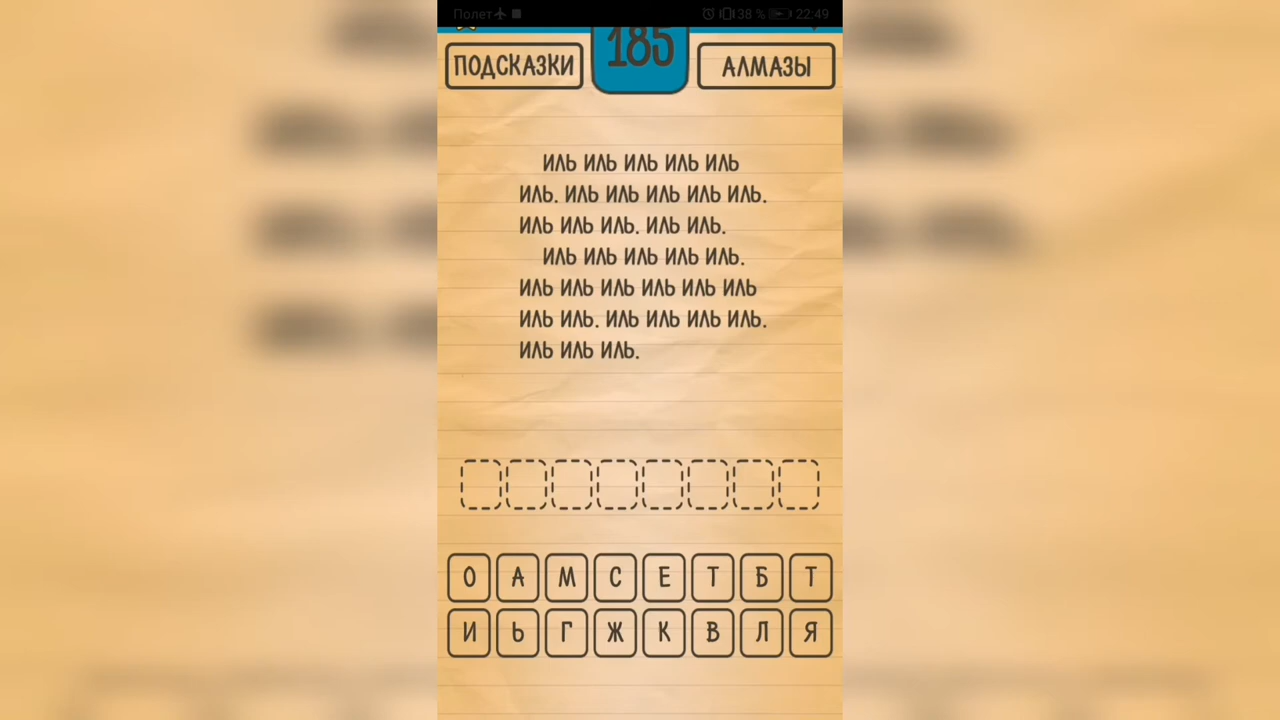 Полет 38 % 22:49
ПОДСКАЗКИ 185 АЛМАЗЫ
ИЛЬ ИЛЬ ИЛЬ ИЛЬ ИЛЬ
ИЛЬ. ИЛЬ ИЛЬ ИЛЬ ИЛЬ ИЛЬ.
ИЛЬ ИЛЬ ИЛЬ. ИЛЬ ИЛЬ.
ИЛЬ ИЛЬ ИЛЬ ИЛЬ ИЛЬ.
ИЛЬ ИЛЬ ИЛЬ ИЛЬ ИЛЬ ИЛЬ
ИЛЬ ИЛЬ. ИЛЬ ИЛЬ ИЛЬ ИЛЬ.
ИЛЬ ИЛЬ ИЛЬ.
О А М С Е Т Б Т
И Ь Г Ж К В Л Я